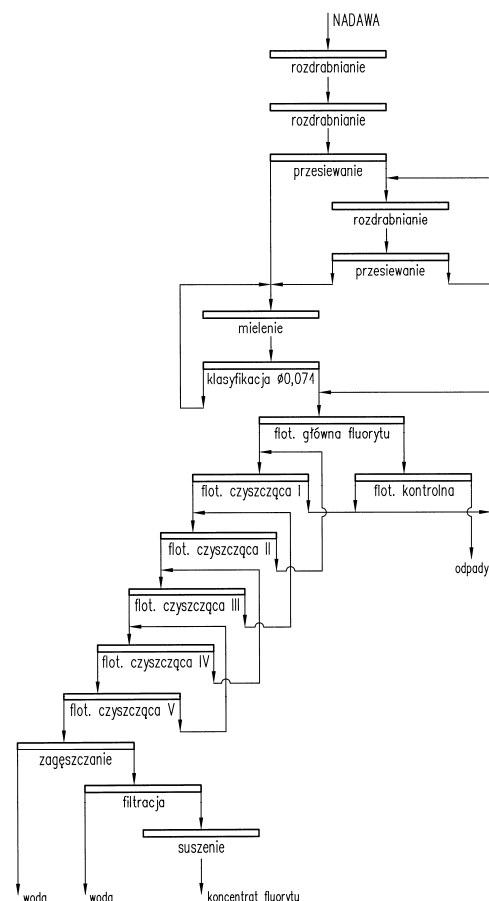 NADAWA
rozdrabnianie
rozdrabnianie
przesiewanie
rozdrabnianie
przesiewanie
mielenie
klasyfikacja ø0,074
flot. główna fluorytu
flot. czyszcząca I
flot. kontrolna
flot. czyszcząca II
odpady
flot. czyszcząca III
flot. czyszcząca IV
flot. czyszcząca V
zagęszczanie
filtracja
suszenie
woda
woda
koncentrat fluorytu